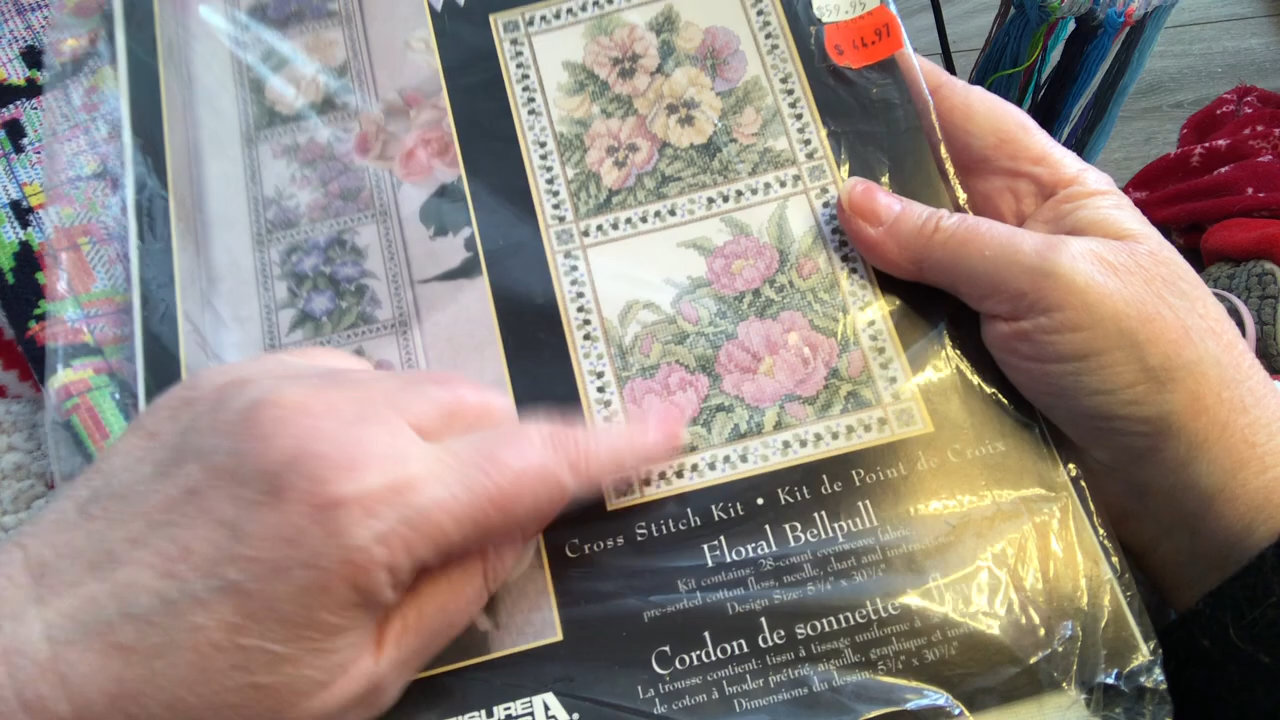 $59.95
$ 44.97
Cross Stitch Kit • Kit de Point de Croix
Floral Bellpull
Kit contains: 28-count evenweave fabric,
pre-sorted cotton floss, needle, chart and
Design Size: 5¾" x 30¾"
Cordon de sonnette
La trousse contient: tissu à tissage uniforme à
de coton à broder prétrié, aiguille, graphique et
Dimensions du dessin: 5¾" x 30¾"